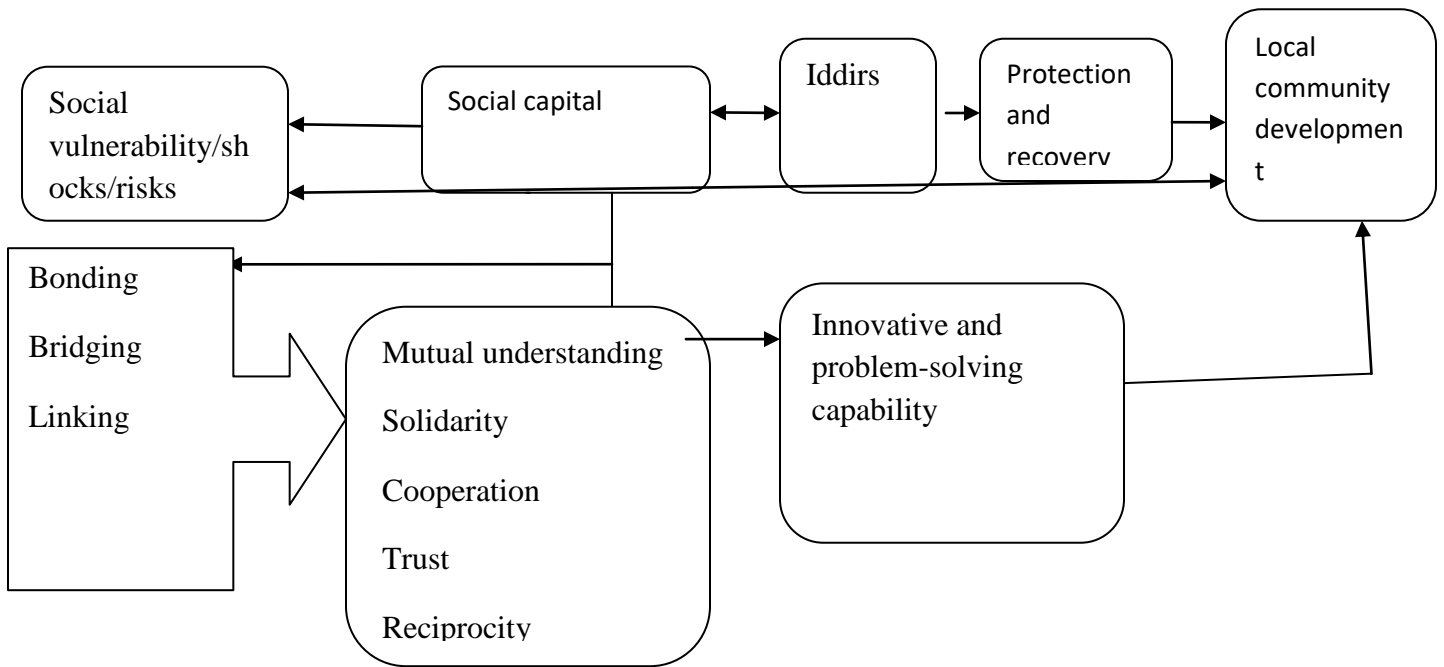 Social
vulnerability/sh
ocks/risks
Social capital
Iddirs
Protection
and
recovery
Local
community
developmen
t
Bonding
Bridging
Linking
Mutual understanding
Solidarity
Cooperation
Trust
Reciprocity
Innovative and
problem-solving
capability